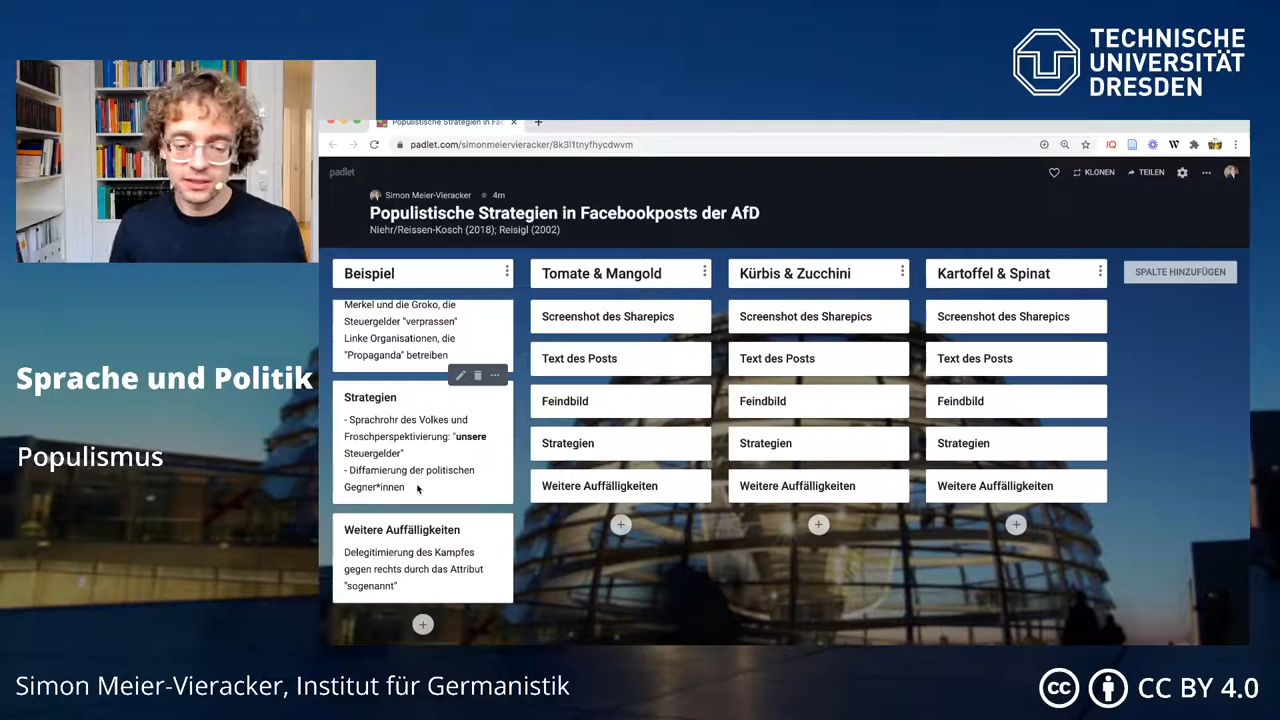 TECHNISCHE
UNIVERSITÄT
DRESDEN
Populistische Strategien in Fac
padlet.com/simonmeiervieracker/8k3l1tnyfhycdwvm
padlet
KLONEN
TEILEN
Simon Meier-Vieracker 4m
Populistische Strategien in Facebookposts der AfD
Niehr/Reissen-Kosch (2018); Reisigl (2002)
Beispiel
Merkel und die Groko, die
Steuergelder "verprassen"
Linke Organisationen, die
"Propaganda" betreiben
Strategien
- Sprachrohr des Volkes und
Froschperspektivierung: "unsere
Steuergelder"
- Diffamierung der politischen
Gegner*innen
Weitere Auffälligkeiten
Delegitimierung des Kampfes
gegen rechts durch das Attribut
"sogenannt"
Tomate & Mangold
Screenshot des Sharepics
Text des Posts
Feindbild
Strategien
Weitere Auffälligkeiten
Kürbis & Zucchini
Screenshot des Sharepics
Text des Posts
Feindbild
Strategien
Weitere Auffälligkeiten
Kartoffel & Spinat
Screenshot des Sharepics
Text des Posts
Feindbild
Strategien
Weitere Auffälligkeiten
SPALTE HINZUFÜGEN
Sprache und Politik
Populismus
Simon Meier-Vieracker, Institut für Germanistik
cc CC BY 4.0